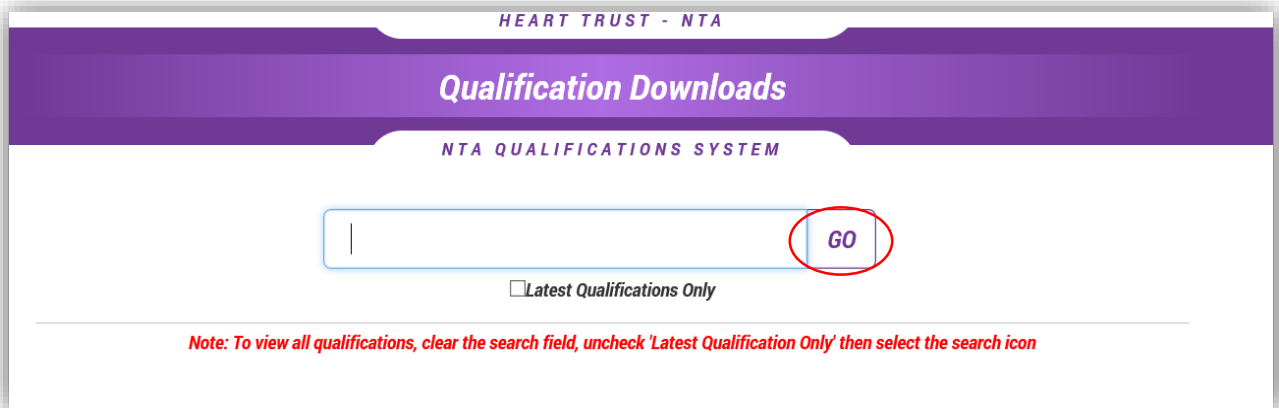 HEART TRUST - NTA
Qualification Downloads
NTA QUALIFICATIONS SYSTEM
GO
Latest Qualifications Only
Note: To view all qualifications, clear the search field, uncheck 'Latest Qualification Only' then select the search icon